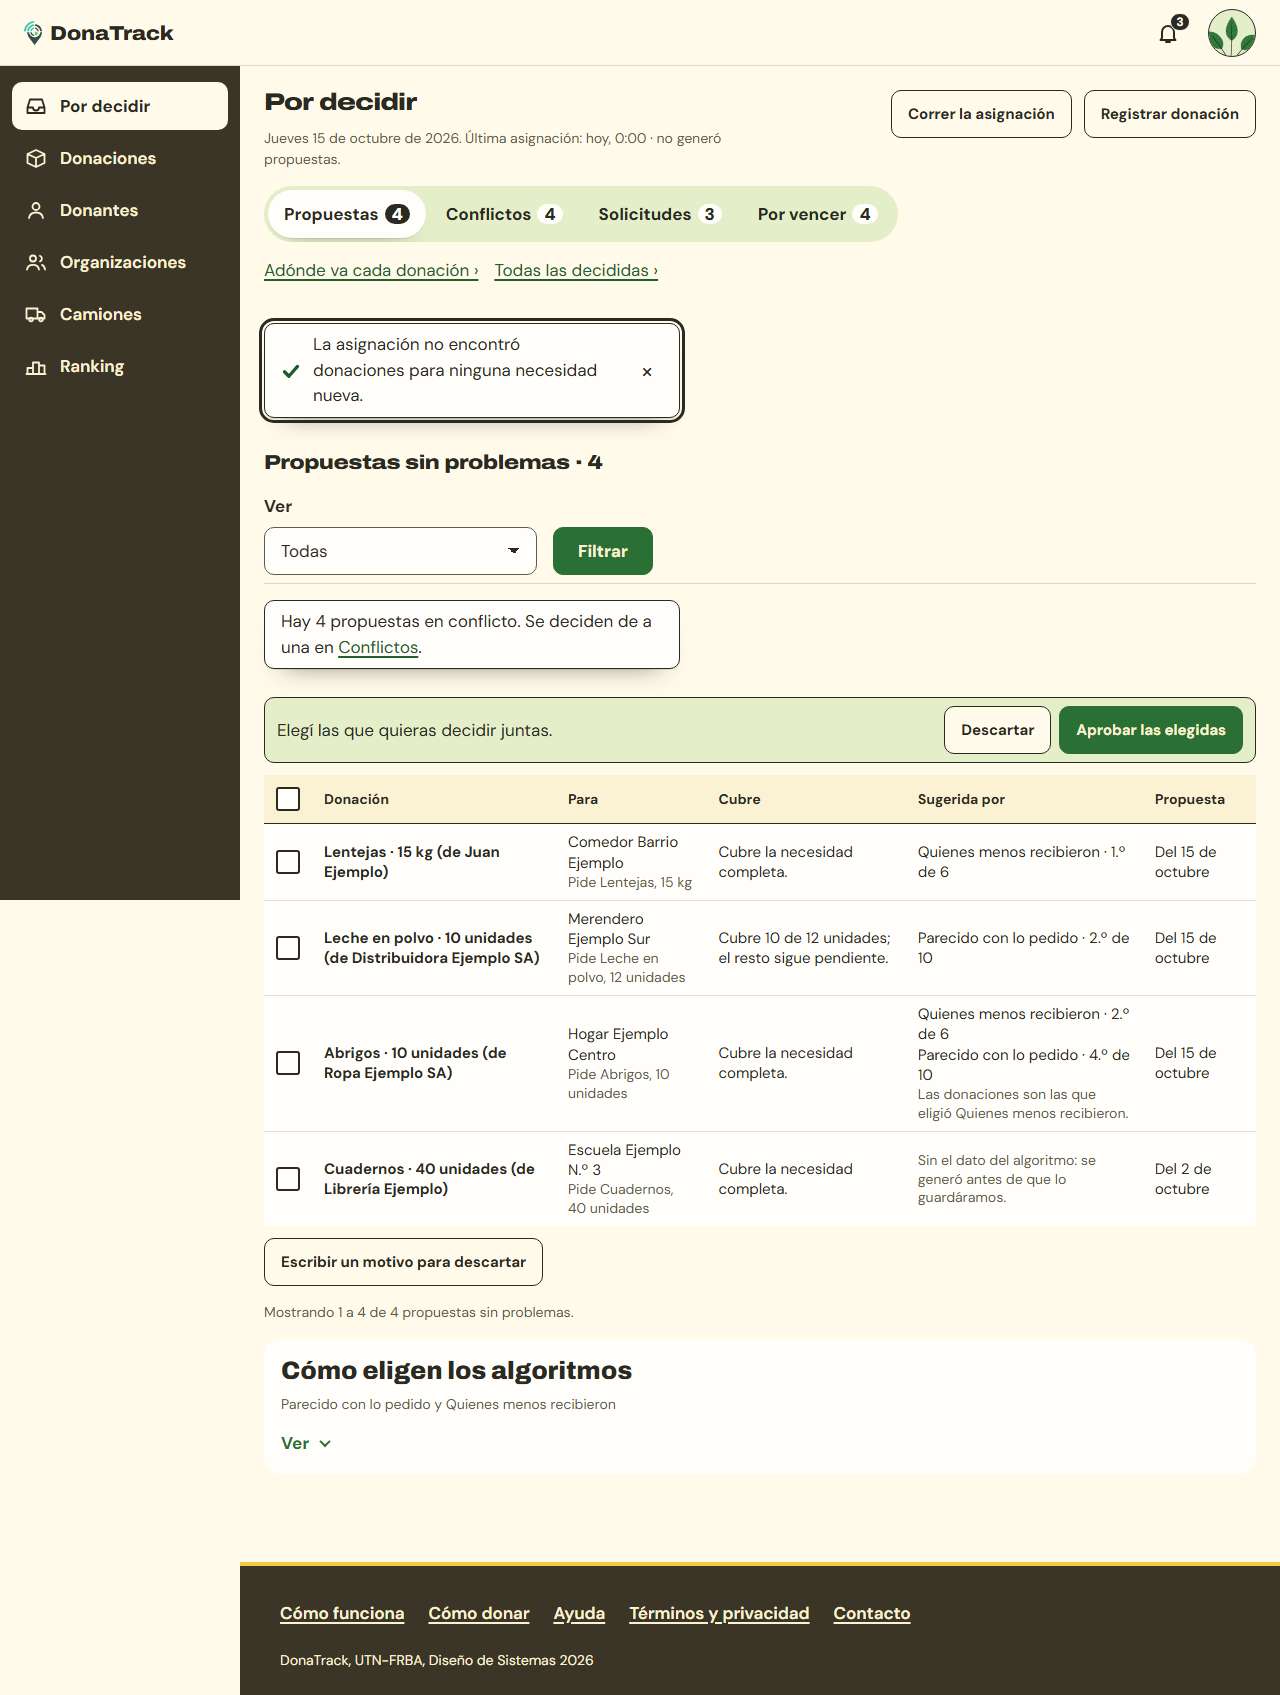 DonaTrack
3
Por decidir
Donaciones
Donantes
Organizaciones
Camiones
Ranking
Por decidir
Jueves 15 de octubre de 2026. Última asignación: hoy, 0:00 · no generó
propuestas.
Correr la asignación
Registrar donación
Propuestas 4
Conflictos 4
Solicitudes 3
Por vencer 4
Adónde va cada donación ›
Todas las decididas ›
La asignación no encontró
donaciones para ninguna necesidad
nueva.
×
Propuestas sin problemas · 4
Ver
Todas
Filtrar
Hay 4 propuestas en conflicto. Se deciden de a
una en Conflictos.
Elegí las que quieras decidir juntas.
Descartar
Aprobar las elegidas
Donación
Para
Cubre
Sugerida por
Propuesta
Lentejas · 15 kg (de Juan
Ejemplo)
Comedor Barrio
Ejemplo
Pide Lentejas, 15 kg
Cubre la necesidad
completa.
Quienes menos recibieron · 1.º
de 6
Del 15 de
octubre
Leche en polvo · 10 unidades
(de Distribuidora Ejemplo SA)
Merendero
Ejemplo Sur
Pide Leche en
polvo, 12 unidades
Cubre 10 de 12 unidades;
el resto sigue pendiente.
Parecido con lo pedido · 2.º de
10
Del 15 de
octubre
Abrigos · 10 unidades (de
Ropa Ejemplo SA)
Hogar Ejemplo
Centro
Pide Abrigos, 10
unidades
Cubre la necesidad
completa.
Quienes menos recibieron · 2.º
de 6
Parecido con lo pedido · 4.º de
10
Las donaciones son las que
eligió Quienes menos recibieron.
Del 15 de
octubre
Cuadernos · 40 unidades (de
Librería Ejemplo)
Escuela Ejemplo
N.º 3
Pide Cuadernos,
40 unidades
Cubre la necesidad
completa.
Sin el dato del algoritmo: se
generó antes de que lo
guardáramos.
Del 2 de
octubre
Escribir un motivo para descartar
Mostrando 1 a 4 de 4 propuestas sin problemas.
Cómo eligen los algoritmos
Parecido con lo pedido y Quienes menos recibieron
Ver
Cómo funciona
Cómo donar
Ayuda
Términos y privacidad
Contacto
DonaTrack, UTN-FRBA, Diseño de Sistemas 2026